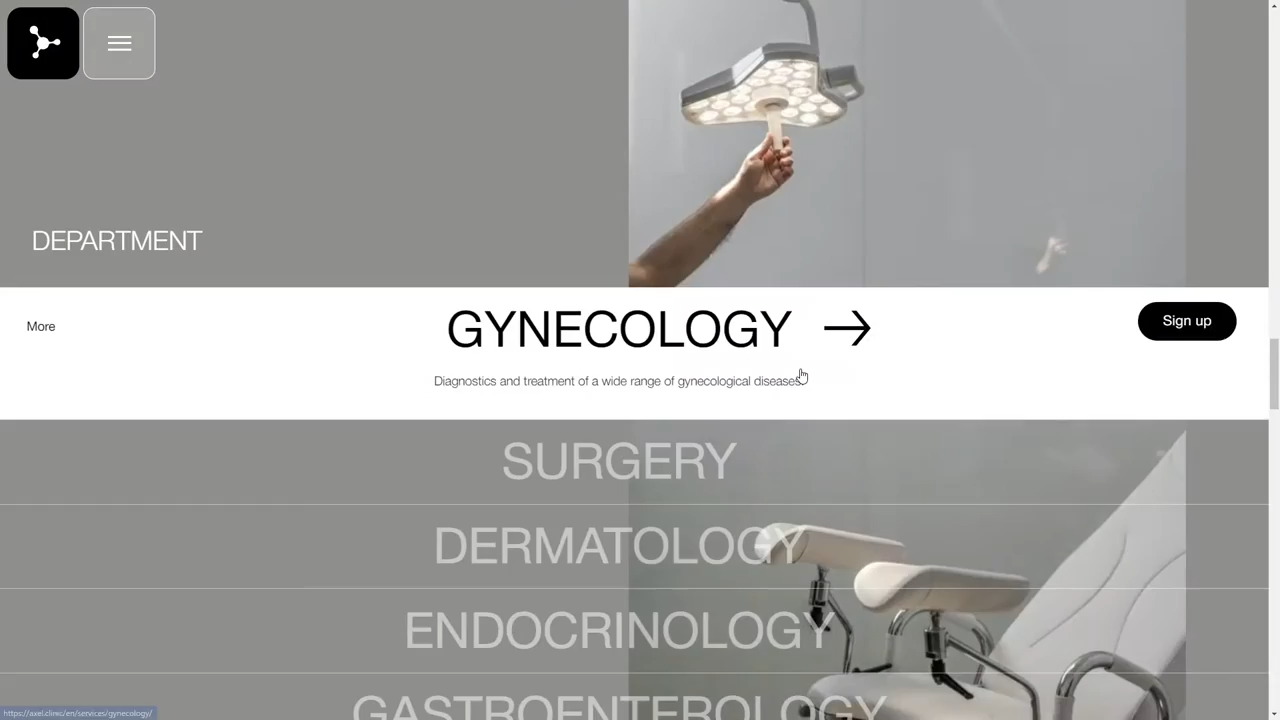 DEPARTMENT
More
GYNECOLOGY
Sign up
Diagnostics and treatment of a wide range of gynecological diseases.
SURGERY
DERMATOLOGY
ENDOCRINOLOGY
GASTROENTEROLOGY
https://axel.clinic/en/services/gynecology/